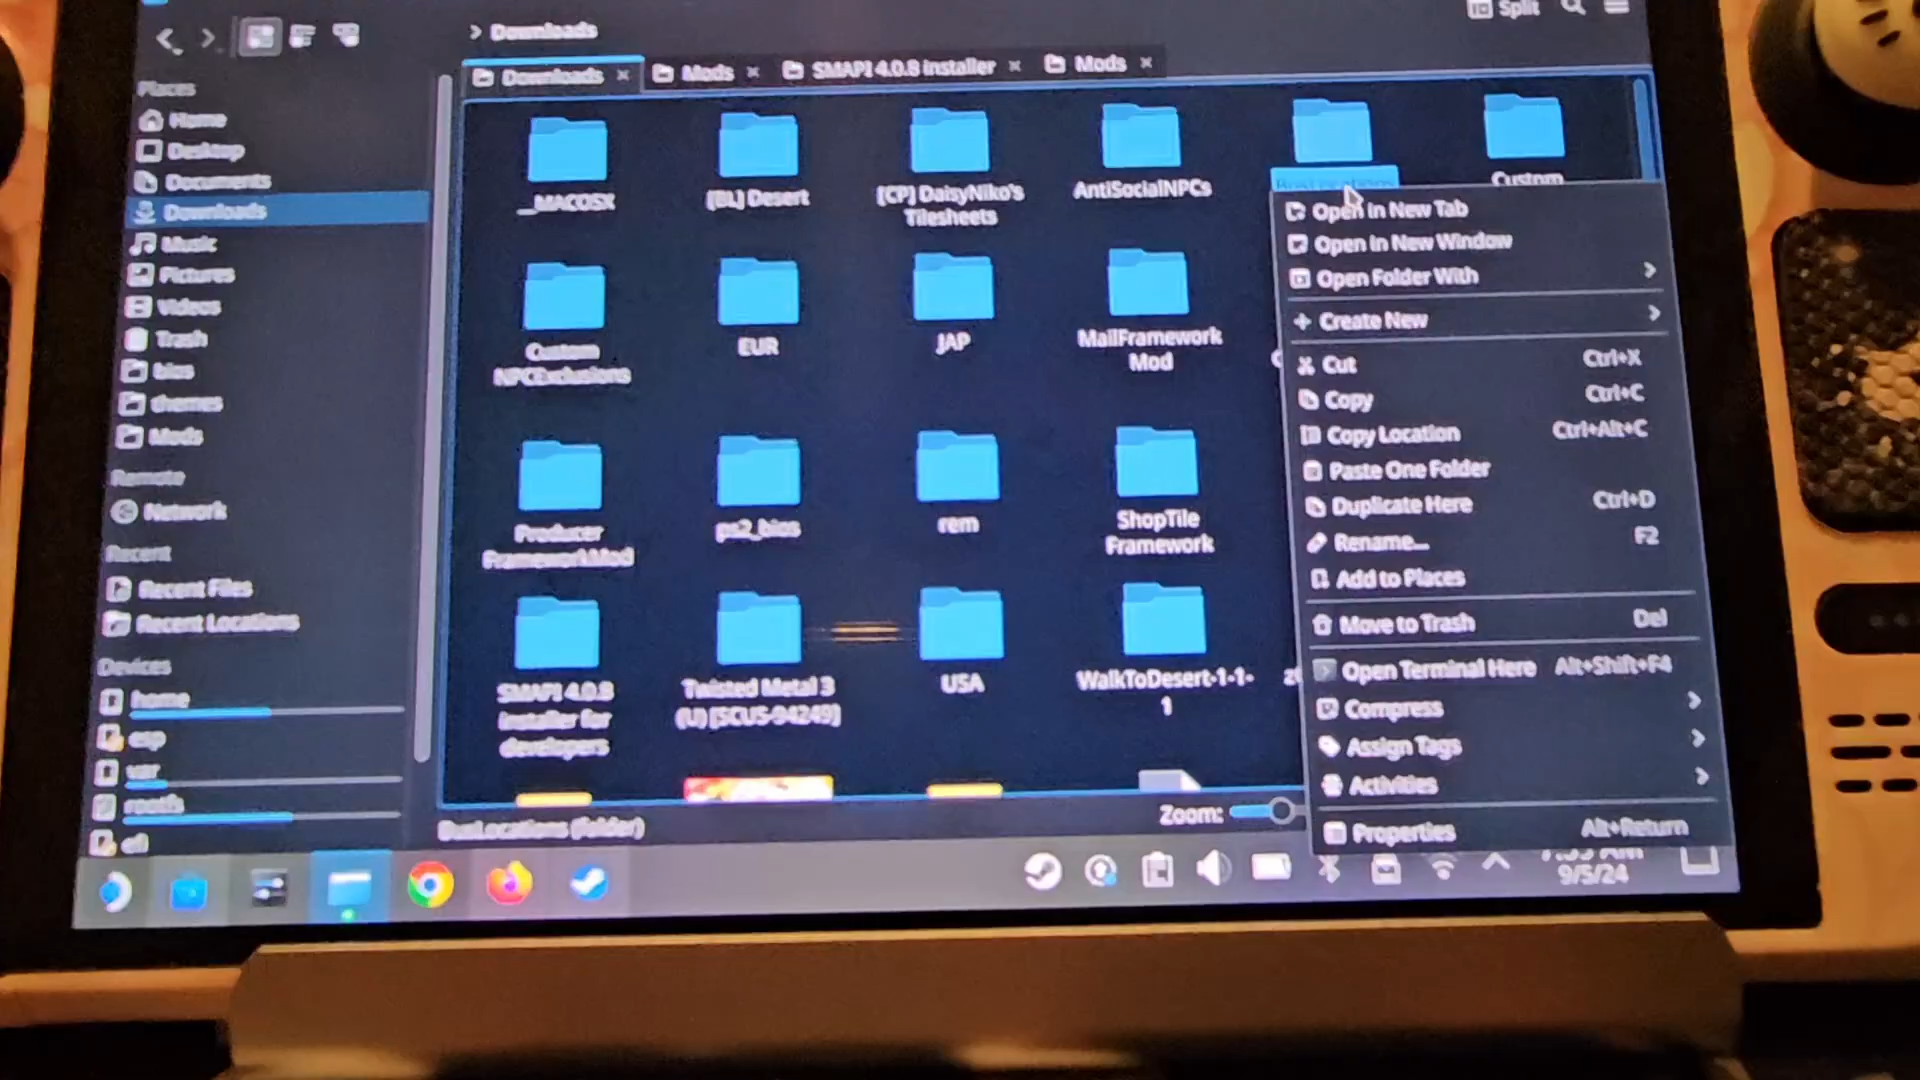 Split
> Downloads
Downloads
Mods
SMAPI 4.0.8 installer
Mods
Places
Home
Desktop
Documents
Downloads
Music
Pictures
Videos
Trash
bios
themes
Mods
Remote
Network
Recent
Recent Files
Recent Locations
Devices
home
esp
var
rootfs
efi
__MACOSX
[BL] Desert
[CP] DaisyNiko's
Tilesheets
AntiSocialNPCs
BusLocations
Custom
Custom
NPCExclusions
EUR
JAP
MailFramework
Mod
Producer
FrameworkMod
ps2_bios
rem
ShopTile
Framework
SMAPI 4.0.8
installer for
developers
Twisted Metal 3
(U) [SCUS-94249]
USA
WalkToDesert-1-1-
1
Open in New Tab
Open in New Window
Open Folder With
Create New
Cut Ctrl+X
Copy Ctrl+C
Copy Location Ctrl+Alt+C
Paste One Folder
Duplicate Here Ctrl+D
Rename... F2
Add to Places
Move to Trash Del
Open Terminal Here Alt+Shift+F4
Compress
Assign Tags
Activities
Properties Alt+Return
BusLocations (folder)
Zoom:
9/5/24